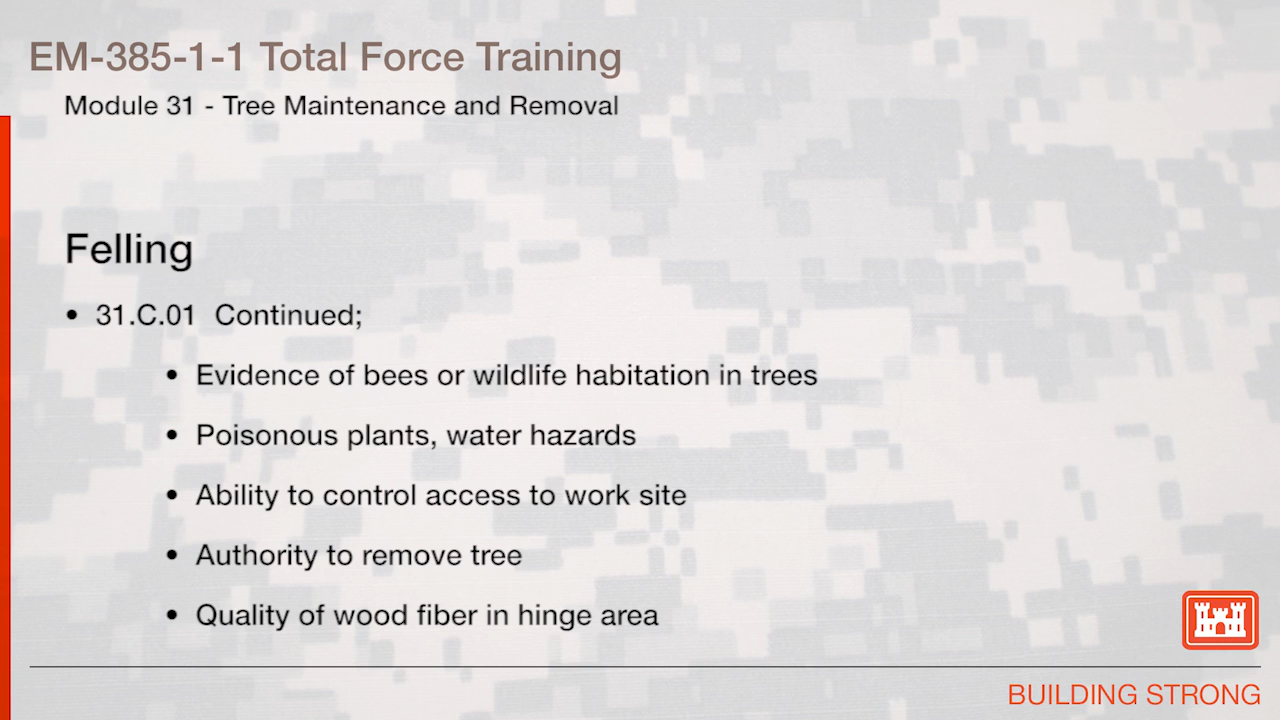 EM-385-1-1 Total Force Training
Module 31 - Tree Maintenance and Removal
Felling
• 31.C.01 Continued;
• Evidence of bees or wildlife habitation in trees
• Poisonous plants, water hazards
• Ability to control access to work site
• Authority to remove tree
• Quality of wood fiber in hinge area
BUILDING STRONG